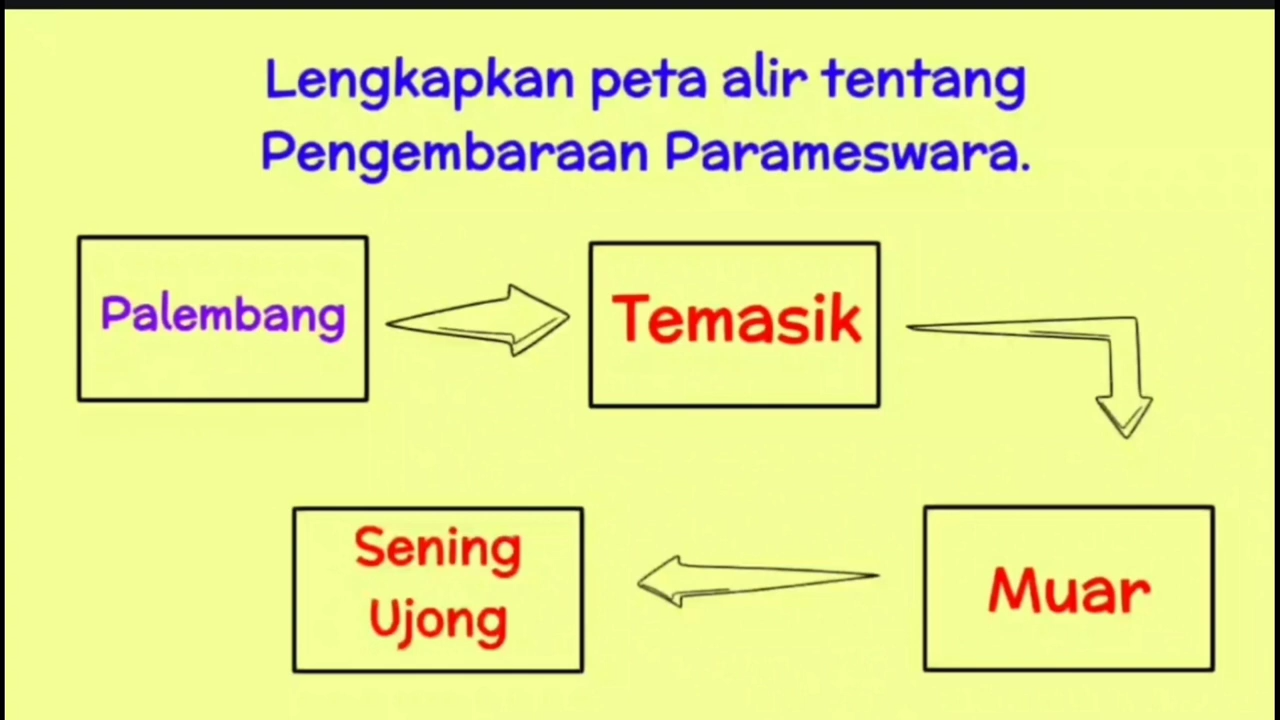 Lengkapkan peta alir tentang
Pengembaraan Parameswara.
Palembang
Temasik
Muar
Sening
Ujong